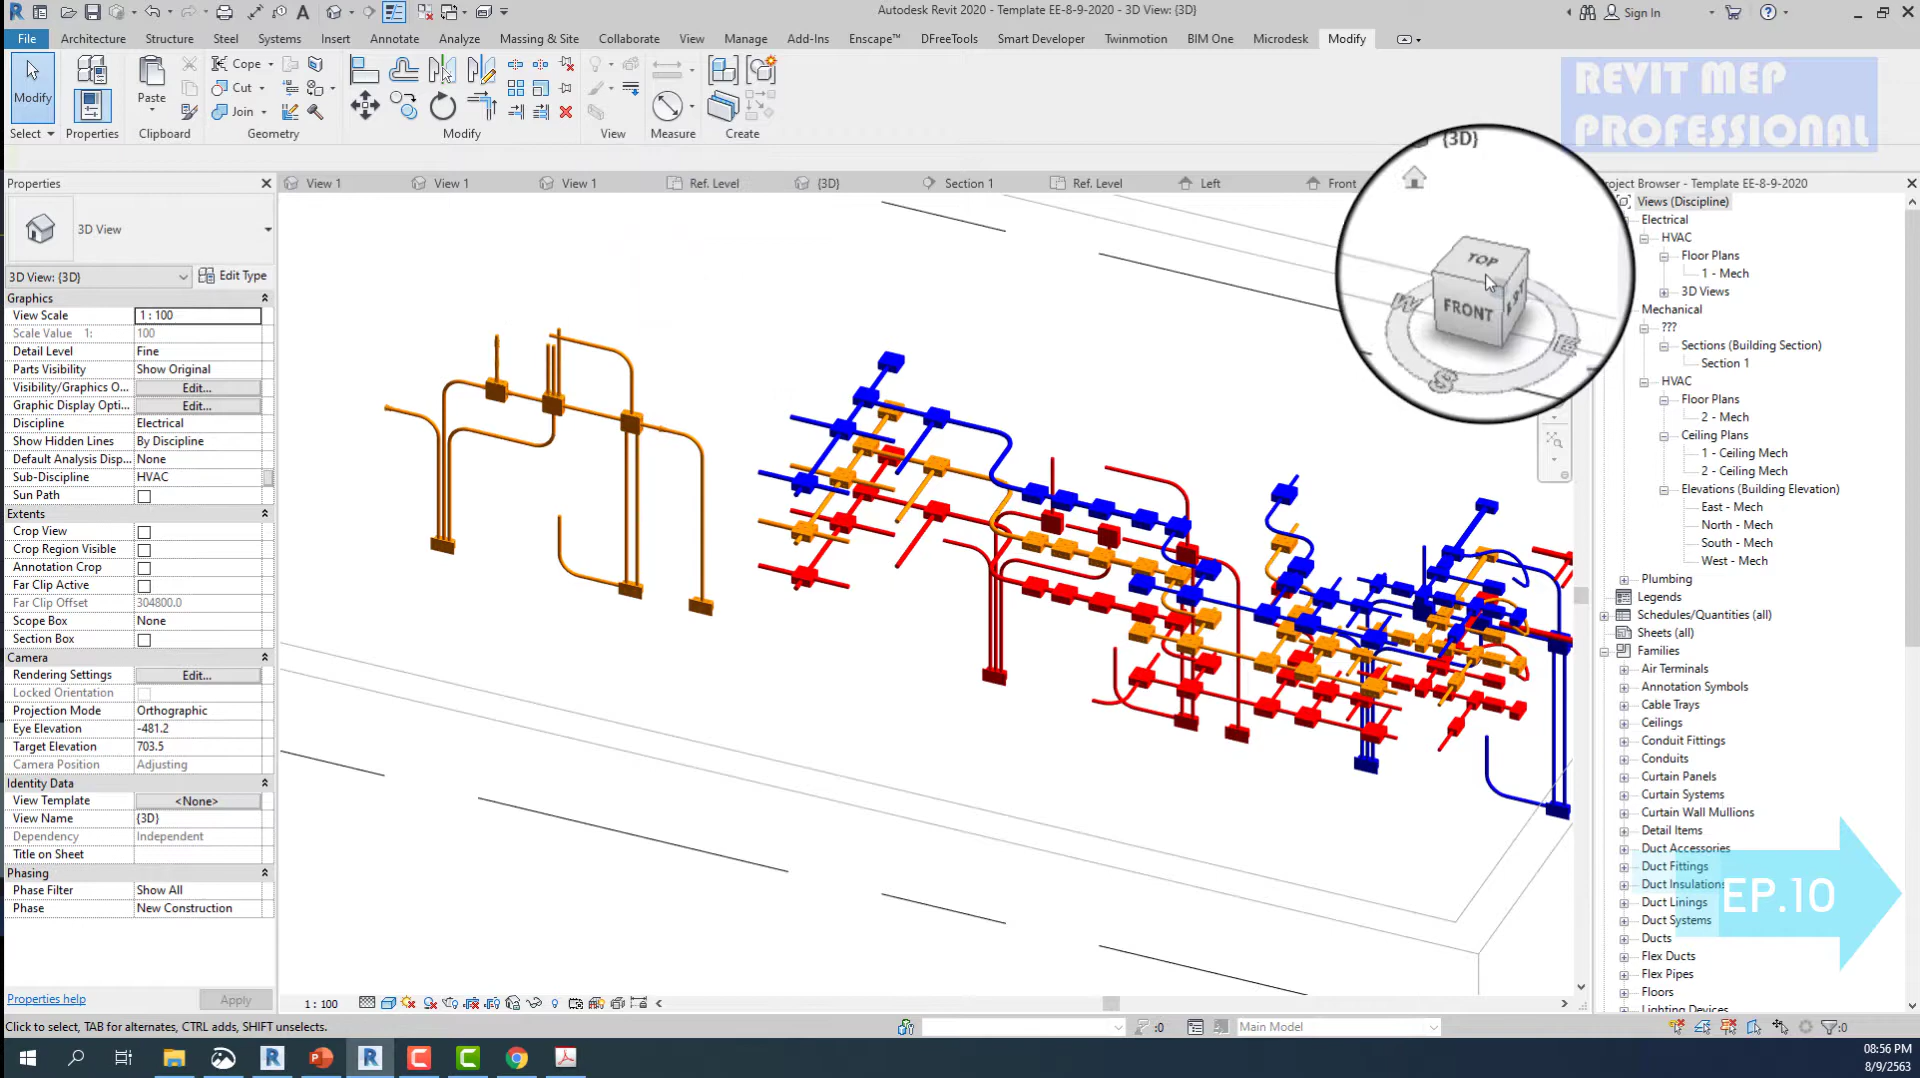 Autodesk Revit 2020 - Template EE-8-9-2020 - 3D View: {3D}
Sign In
File Architecture Structure Steel Systems Insert Annotate Analyze Massing & Site Collaborate View Manage Add-Ins Enscape™ DFreeTools Smart Developer Twinmotion BIM One Microdesk Modify
Modify
Paste
Cope
Cut
Join
Select Properties Clipboard Geometry Modify View Measure Create
REVIT MEP
PROFESSIONAL
Properties
View 1 View 1 View 1 Ref. Level {3D} Section 1 Ref. Level Left Front
{3D}
TOP
FRONT
W
E
S
3D View
3D View: {3D} Edit Type
Graphics
View Scale 1 : 100
Scale Value 1: 100
Detail Level Fine
Parts Visibility Show Original
Visibility/Graphics O... Edit...
Graphic Display Opti... Edit...
Discipline Electrical
Show Hidden Lines By Discipline
Default Analysis Disp... None
Sub-Discipline HVAC
Sun Path
Extents
Crop View
Crop Region Visible
Annotation Crop
Far Clip Active
Far Clip Offset 304800.0
Scope Box None
Section Box
Camera
Rendering Settings Edit...
Locked Orientation
Projection Mode Orthographic
Eye Elevation -481.2
Target Elevation 703.5
Camera Position Adjusting
Identity Data
View Template <None>
View Name {3D}
Dependency Independent
Title on Sheet
Phasing
Phase Filter Show All
Phase New Construction
Properties help Apply
roject Browser - Template EE-8-9-2020
Views (Discipline)
Electrical
HVAC
Floor Plans
1 - Mech
3D Views
Mechanical
???
Sections (Building Section)
Section 1
HVAC
Floor Plans
2 - Mech
Ceiling Plans
1 - Ceiling Mech
2 - Ceiling Mech
Elevations (Building Elevation)
East - Mech
North - Mech
South - Mech
West - Mech
Plumbing
Legends
Schedules/Quantities (all)
Sheets (all)
Families
Air Terminals
Annotation Symbols
Cable Trays
Ceilings
Conduit Fittings
Conduits
Curtain Panels
Curtain Systems
Curtain Wall Mullions
Detail Items
Duct Accessories
Duct Fittings
Duct Insulations
Duct Linings
Duct Systems
Ducts
Flex Ducts
Flex Pipes
Floors
Lighting Devices
EP.10
1 : 100
Click to select, TAB for alternates, CTRL adds, SHIFT unselects.
:0
Main Model
:0
08:56 PM
8/9/2563